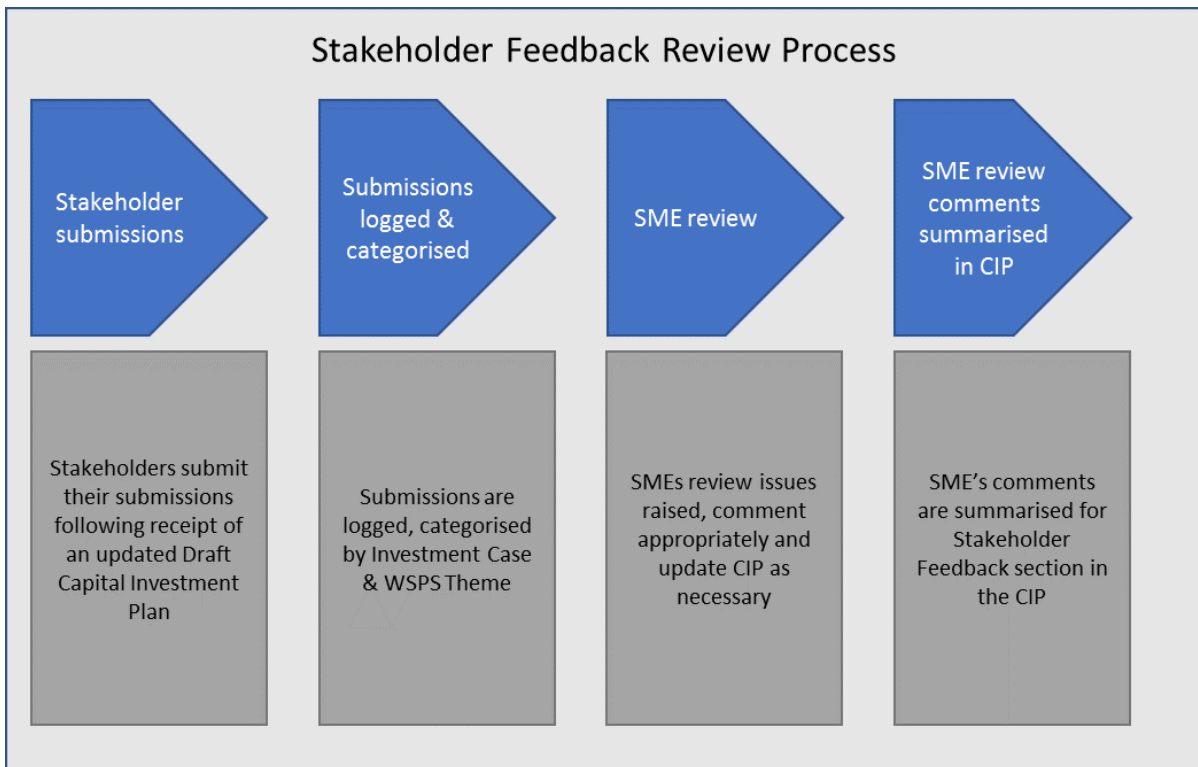 Stakeholder Feedback Review Process
Stakeholder
submissions
Submissions
logged &
categorised
SME review
SME review
comments
summarised
in CIP
Stakeholders submit
their submissions
following receipt of
an updated Draft
Capital Investment
Plan
Submissions are
logged, categorised
by Investment Case
& WSPS Theme
SMEs review issues
raised, comment
appropriately and
update CIP as
necessary
SME’s comments
are summarised for
Stakeholder
Feedback section in
the CIP